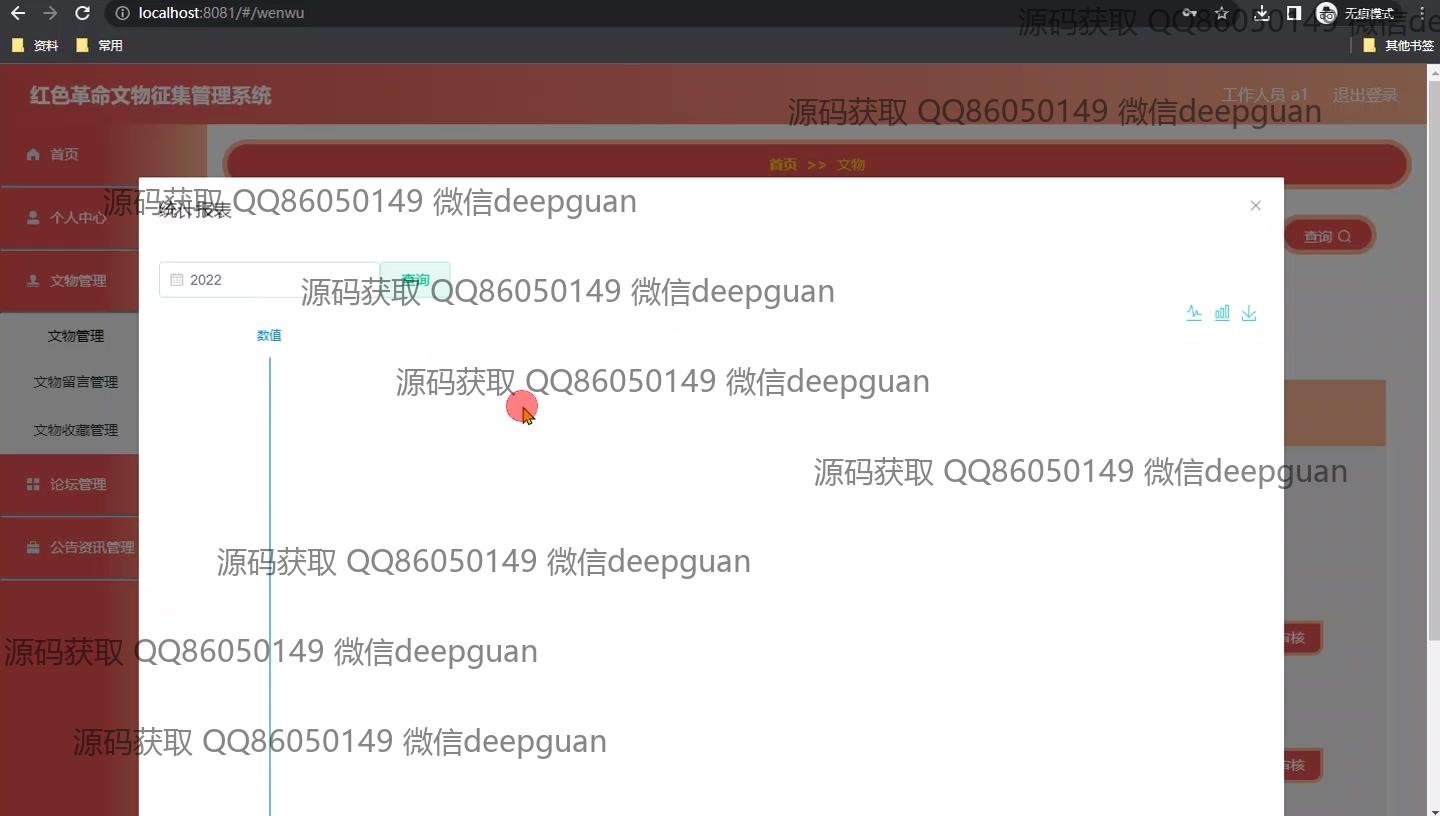 localhost:8081/#/wenwu
无痕模式
源码获取 QQ86050149 微信de
资料
常用
其他书签
红色革命文物征集管理系统
工作人员 a1
退出登录
源码获取 QQ86050149 微信deepguan
首页
首页 >> 文物
源码获取 QQ86050149 微信deepguan
统计报表
个人中心
查询
文物管理
2022
查询
源码获取 QQ86050149 微信deepguan
文物管理
数值
文物留言管理
源码获取 QQ86050149 微信deepguan
文物收藏管理
源码获取 QQ86050149 微信deepguan
论坛管理
公告资讯管理
源码获取 QQ86050149 微信deepguan
审核
源码获取 QQ86050149 微信deepguan
源码获取 QQ86050149 微信deepguan
审核